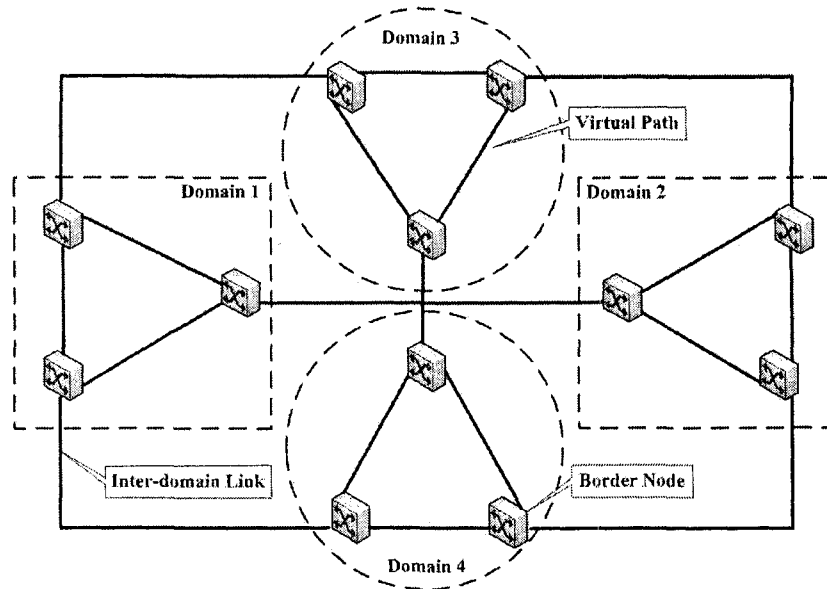 Domain 3
Virtual Path
Domain 1
Domain 2
Inter-domain Link
Border Node
Domain 4